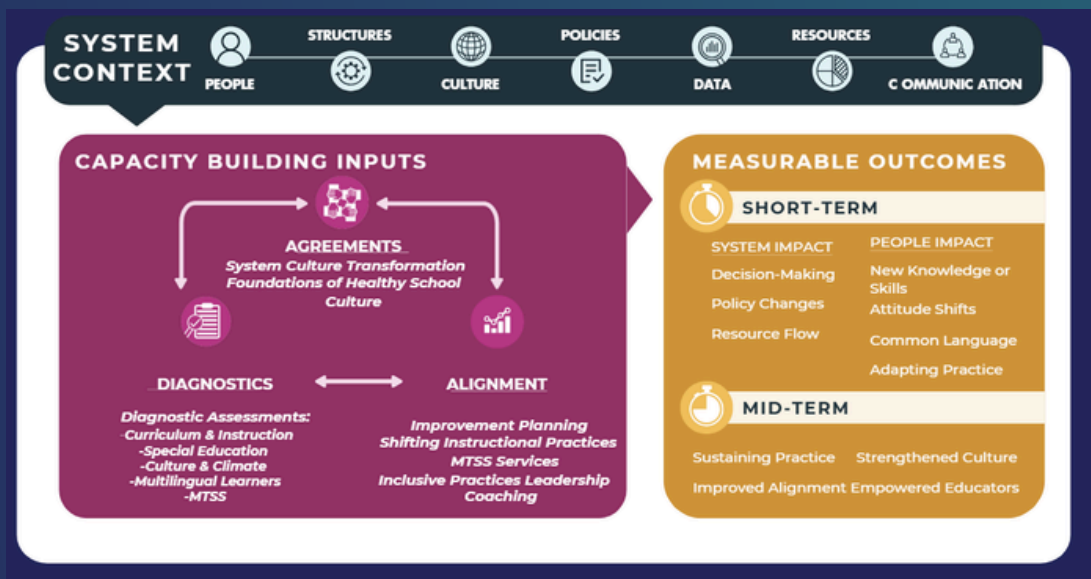 SYSTEM
CONTEXT
PEOPLE
STRUCTURES
CULTURE
POLICIES
DATA
RESOURCES
C OMMUNIC ATION
CAPACITY BUILDING INPUTS
AGREEMENTS
System Culture Transformation
Foundations of Healthy School
Culture
DIAGNOSTICS
Diagnostic Assessments:
-Curriculum & Instruction
-Special Education
-Culture & Climate
-Multilingual Learners
-MTSS
ALIGNMENT
Improvement Planning
Shifting Instructional Practices
MTSS Services
Inclusive Practices Leadership
Coaching
MEASURABLE OUTCOMES
SHORT-TERM
SYSTEM IMPACT
Decision-Making
Policy Changes
Resource Flow
PEOPLE IMPACT
New Knowledge or
Skills
Attitude Shifts
Common Language
Adapting Practice
MID-TERM
Sustaining Practice
Strengthened Culture
Improved Alignment
Empowered Educators